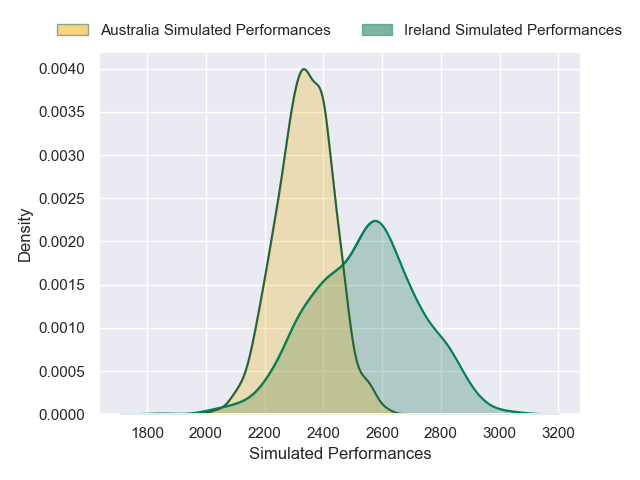 Australia Simulated Performances Ireland Simulated Performances
0.0040
0.0035
0.0030
0.0025
0.0020
0.0015
0.0010
0.0005
0.0000
Density
1800 2000 2200 2400 2600 2800 3000 3200
Simulated Performances